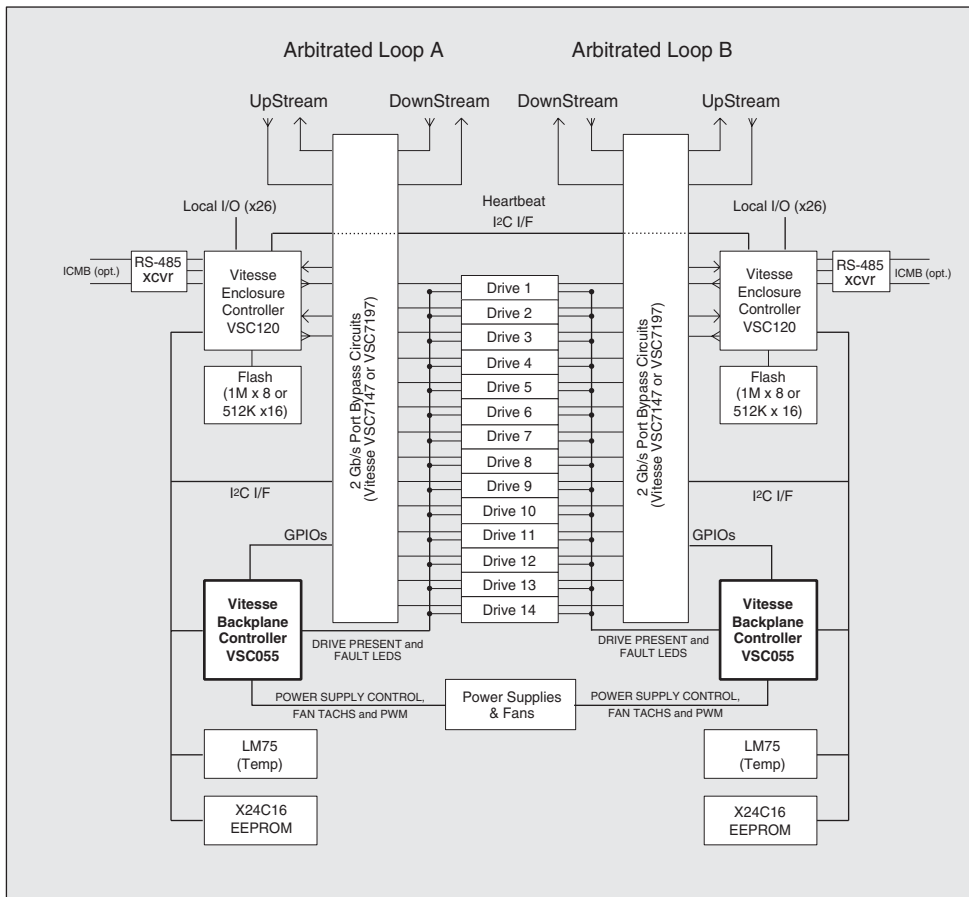 Arbitrated Loop A
Arbitrated Loop B
UpStream
DownStream
DownStream
UpStream
Heartbeat
I2C I/F
Local I/O (x26)
Local I/O (x26)
ICMB (opt.)
RS-485
xcvr
Vitesse
Enclosure
Controller
VSC120
Vitesse
Enclosure
Controller
VSC120
RS-485
xcvr
ICMB (opt.)
Flash
(1M x 8 or
512K x16)
Flash
(1M x 8 or
512K x16)
2 Gb/s Port Bypass Circuits
(Vitesse VSC7147 or VSC7197)
2 Gb/s Port Bypass Circuits
(Vitesse VSC7147 or VSC7197)
Drive 1
Drive 2
Drive 3
Drive 4
Drive 5
Drive 6
Drive 7
Drive 8
Drive 9
Drive 10
Drive 11
Drive 12
Drive 13
Drive 14
I2C I/F
I2C I/F
GPIOs
GPIOs
Vitesse
Backplane
Controller
VSC055
Vitesse
Backplane
Controller
VSC055
DRIVE PRESENT and
FAULT LEDS
DRIVE PRESENT and
FAULT LEDS
POWER SUPPLY CONTROL,
FAN TACHS and PWM
Power Supplies
& Fans
POWER SUPPLY CONTROL,
FAN TACHS and PWM
LM75
(Temp)
LM75
(Temp)
X24C16
EEPROM
X24C16
EEPROM